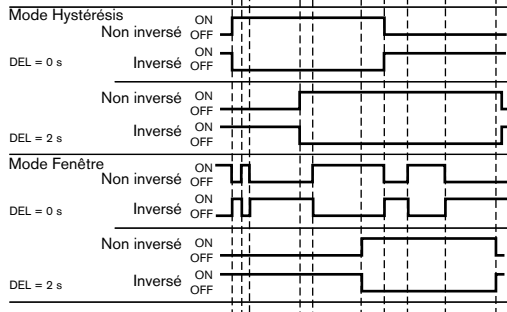 Mode Hystérésis
ON
Non inversé OFF
ON
DEL = 0 s Inversé OFF
Non inversé ON
OFF
Inversé ON
DEL = 2 s OFF
Mode Fenêtre
ON
Non inversé OFF
ON
DEL = 0 s Inversé OFF
Non inversé ON
OFF
Inversé ON
DEL = 2 s OFF